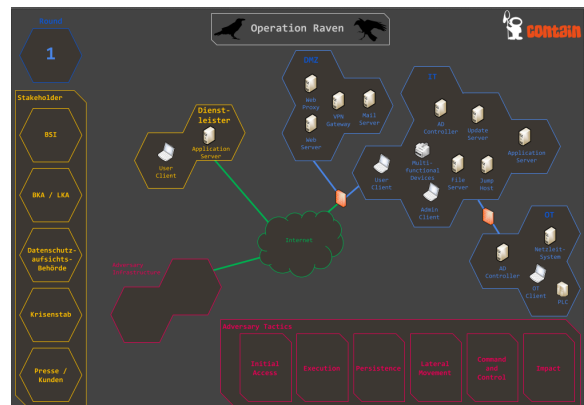 Round
1
Operation Raven
contain
Stakeholder
BSI
BKA / LKA
Datenschutz-
aufsichts-
Behörde
Krisenstab
Presse /
Kunden
Dienst-
leister
Application
Server
User
Client
DMZ
Web
Proxy
VPN
Gateway
Mail
Server
Web
Server
IT
AD
Controller
Update
Server
Application
Server
User
Client
Multi-
Functional
Devices
File
Server
Jump
Host
Admin
Client
Internet
OT
Netzleit-
System
AD
Controller
OT
Client
PLC
Adversary Tactics
Initial
Access
Execution
Persistence
Lateral
Movement
Command
and
Control
Impact